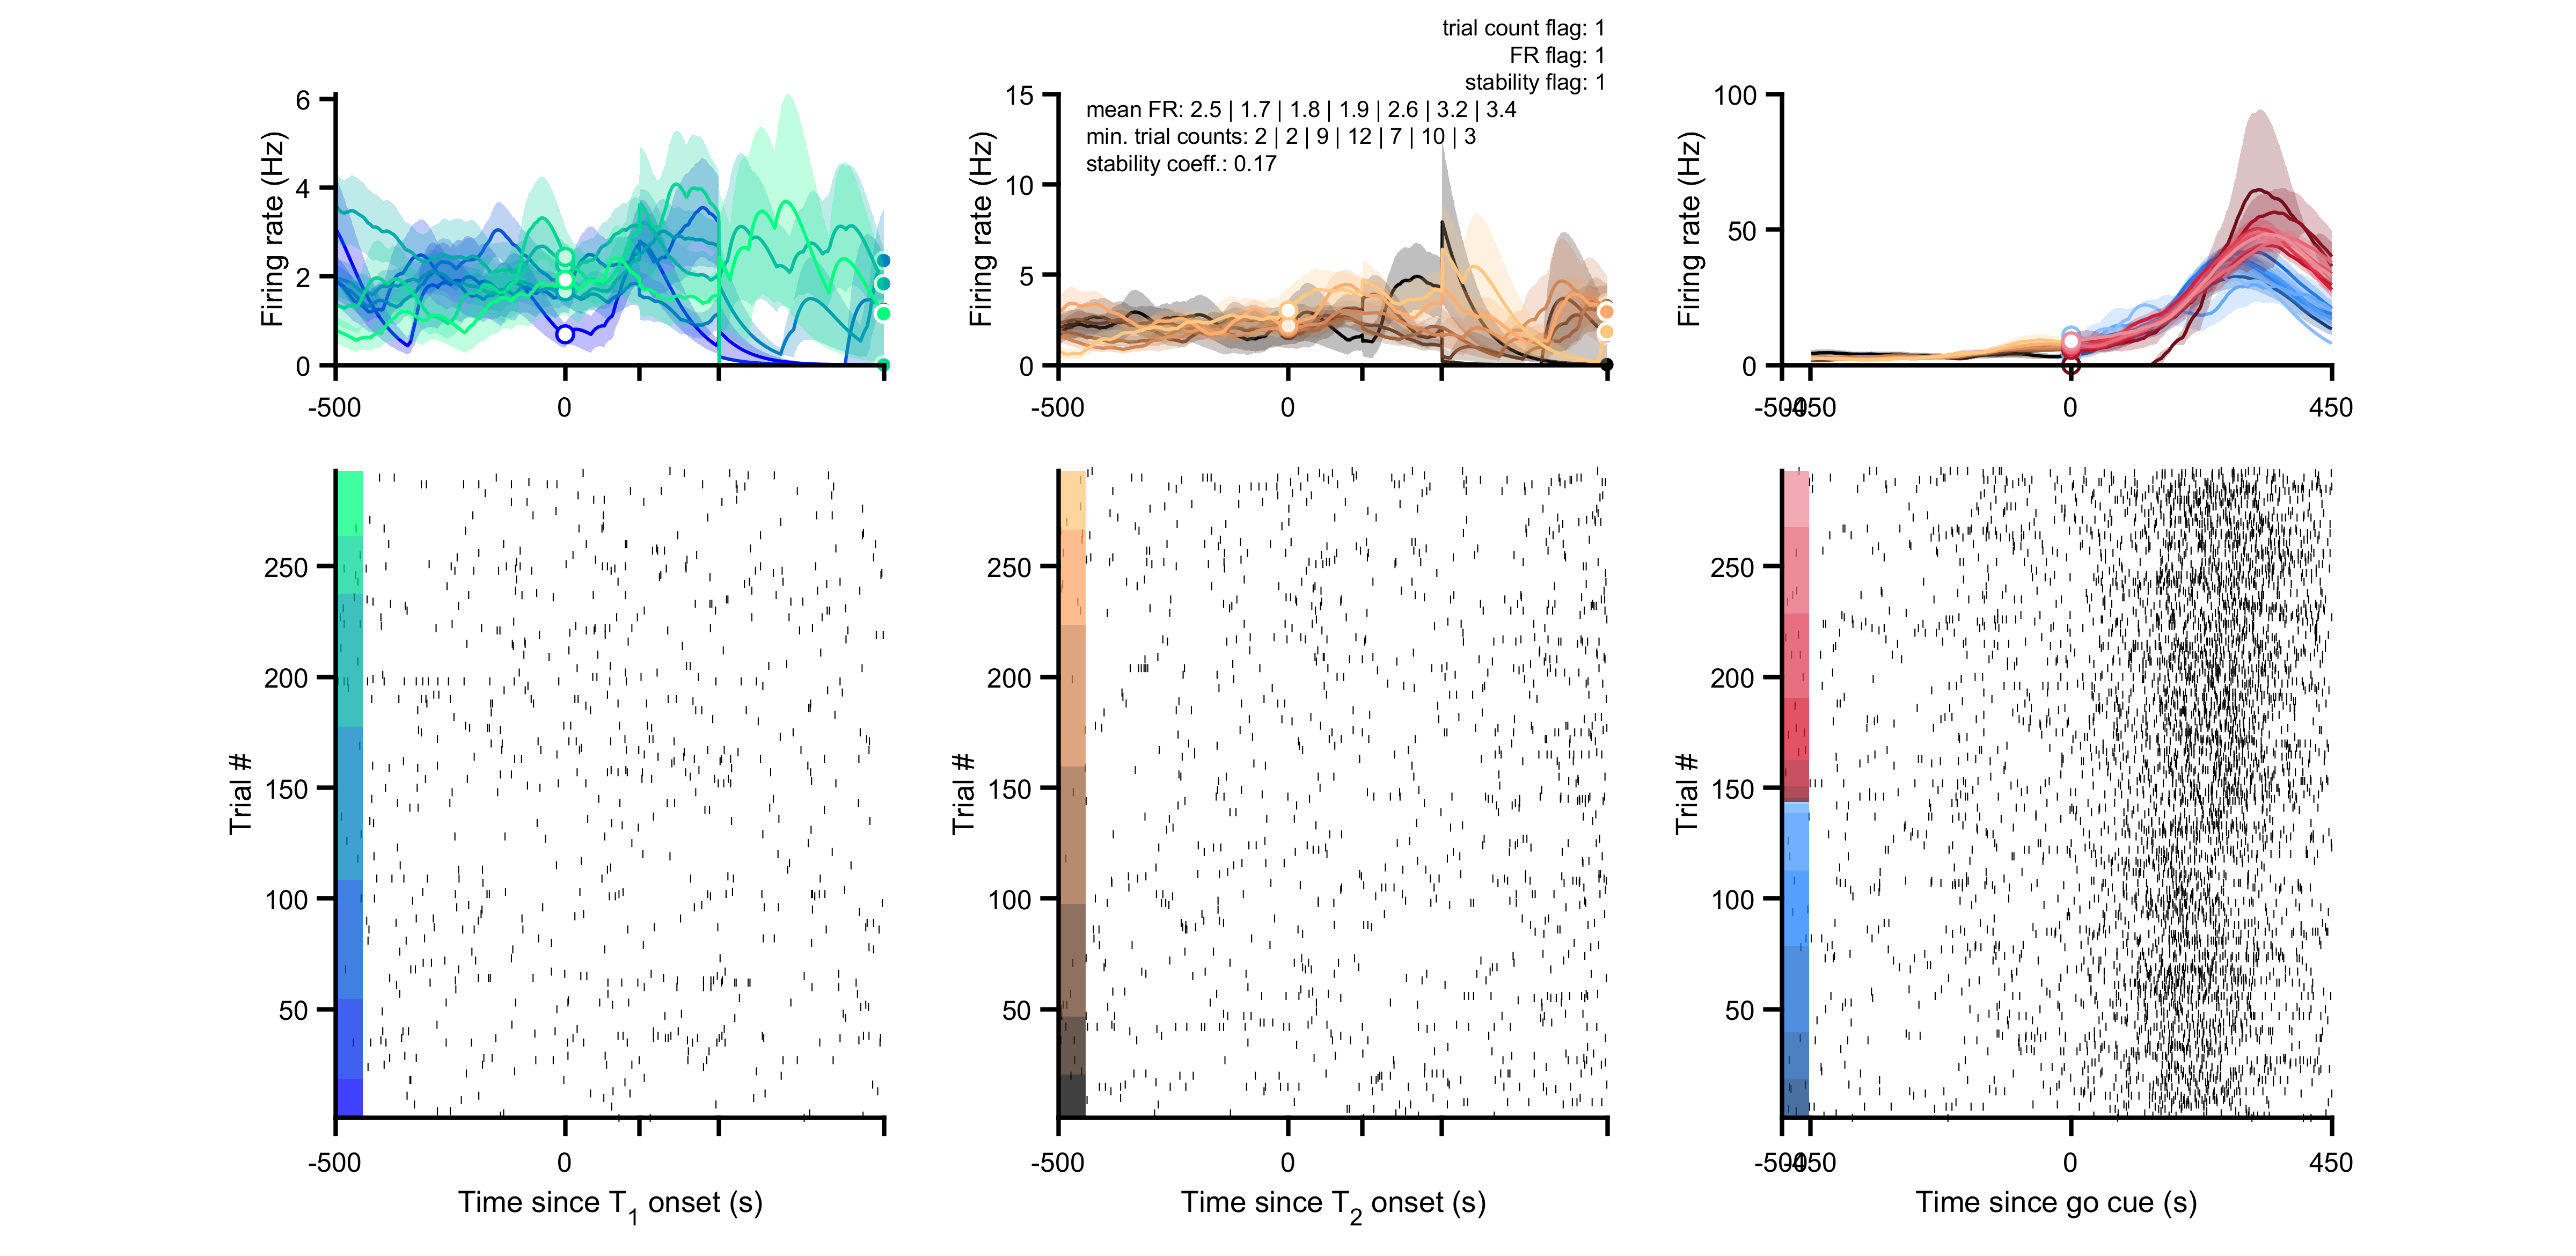 trial count flag: 1
FR flag: 1
stability flag: 1
mean FR: 2.5 | 1.7 | 1.8 | 1.9 | 2.6 | 3.2 | 3.4
min. trial counts: 2 | 2 | 9 | 12 | 7 | 10 | 3
stability coeff.: 0.17
Firing rate (Hz)
6
4
2
0
-500
0
Firing rate (Hz)
15
10
5
0
-500
0
Firing rate (Hz)
100
50
0
-500
-450
0
450
Trial #
250
200
150
100
50
-500
0
Time since T1 onset (s)
Trial #
250
200
150
100
50
-500
0
Time since T2 onset (s)
Trial #
250
200
150
100
50
-500
-450
0
450
Time since go cue (s)